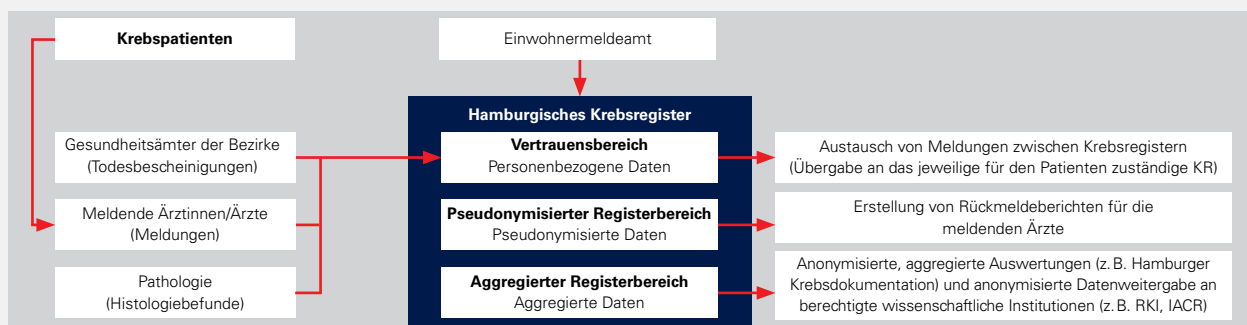 Krebspatienten
Einwohnermeldeamt
Hamburgisches Krebsregister
Gesundheitsämter der Bezirke
(Todesbescheinigungen)
Vertrauensbereich
Personenbezogene Daten
Austausch von Meldungen zwischen Krebsregistern
(Übergabe an das jeweilige für den Patienten zuständige KR)
Meldende Ärztinnen/Ärzte
(Meldungen)
Pseudonymisierter Registerbereich
Pseudonymisierte Daten
Erstellung von Rückmeldeberichten für die
meldenden Ärzte
Pathologie
(Histologiebefunde)
Aggregierter Registerbereich
Aggregierte Daten
Anonymisierte, aggregierte Auswertungen (z. B. Hamburger
Krebsdokumentation) und anonymisierte Datenweitergabe an
berechtigte wissenschaftliche Institutionen (z. B. RKI, IACR)